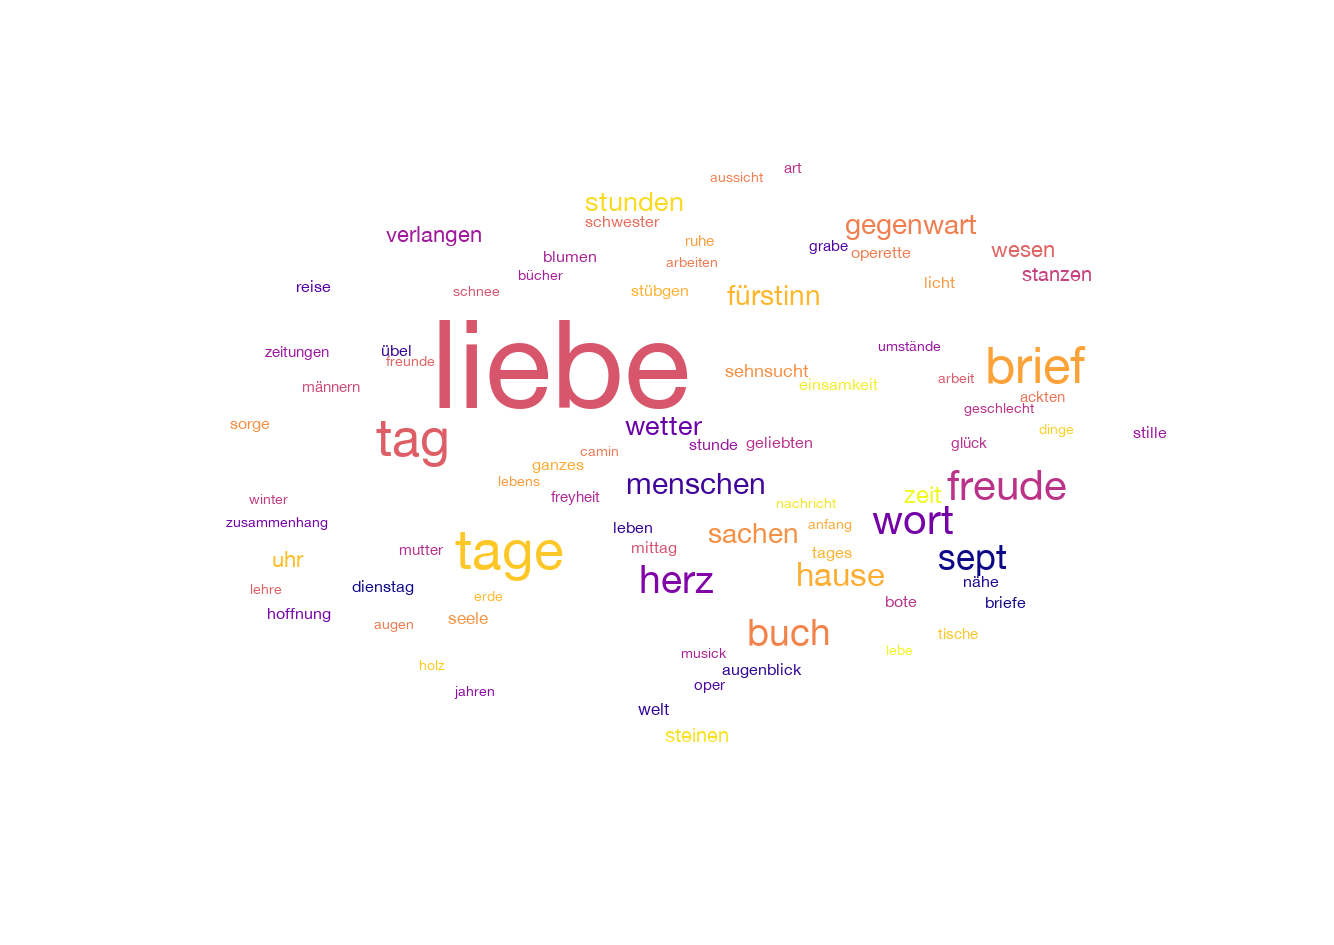 art
aussicht
stunden
schwester
gegenwart
verlangen
ruhe
grabe
operette
wesen
blumen
arbeiten
bücher
stanzen
licht
reise
schnee
stübgen
fürstinn
umstände
zeitungen
übel
freunde
liebe
brief
sehnsucht
einsamkeit
arbeit
männern
ackten
geschlecht
sorge
tag
wetter
dinge
stille
stunde
geliebten
glück
camin
ganzes
lebens
menschen
freude
winter
freyheit
nachricht
zeit
zusammenhang
leben
anfang
wort
sachen
mutter
tage
mittag
tages
sept
uhr
hause
nähe
lehre
dienstag
erde
herz
bote
briefe
hoffnung
augen
seele
buch
tische
musick
lebe
holz
augenblick
jahren
oper
welt
steinen